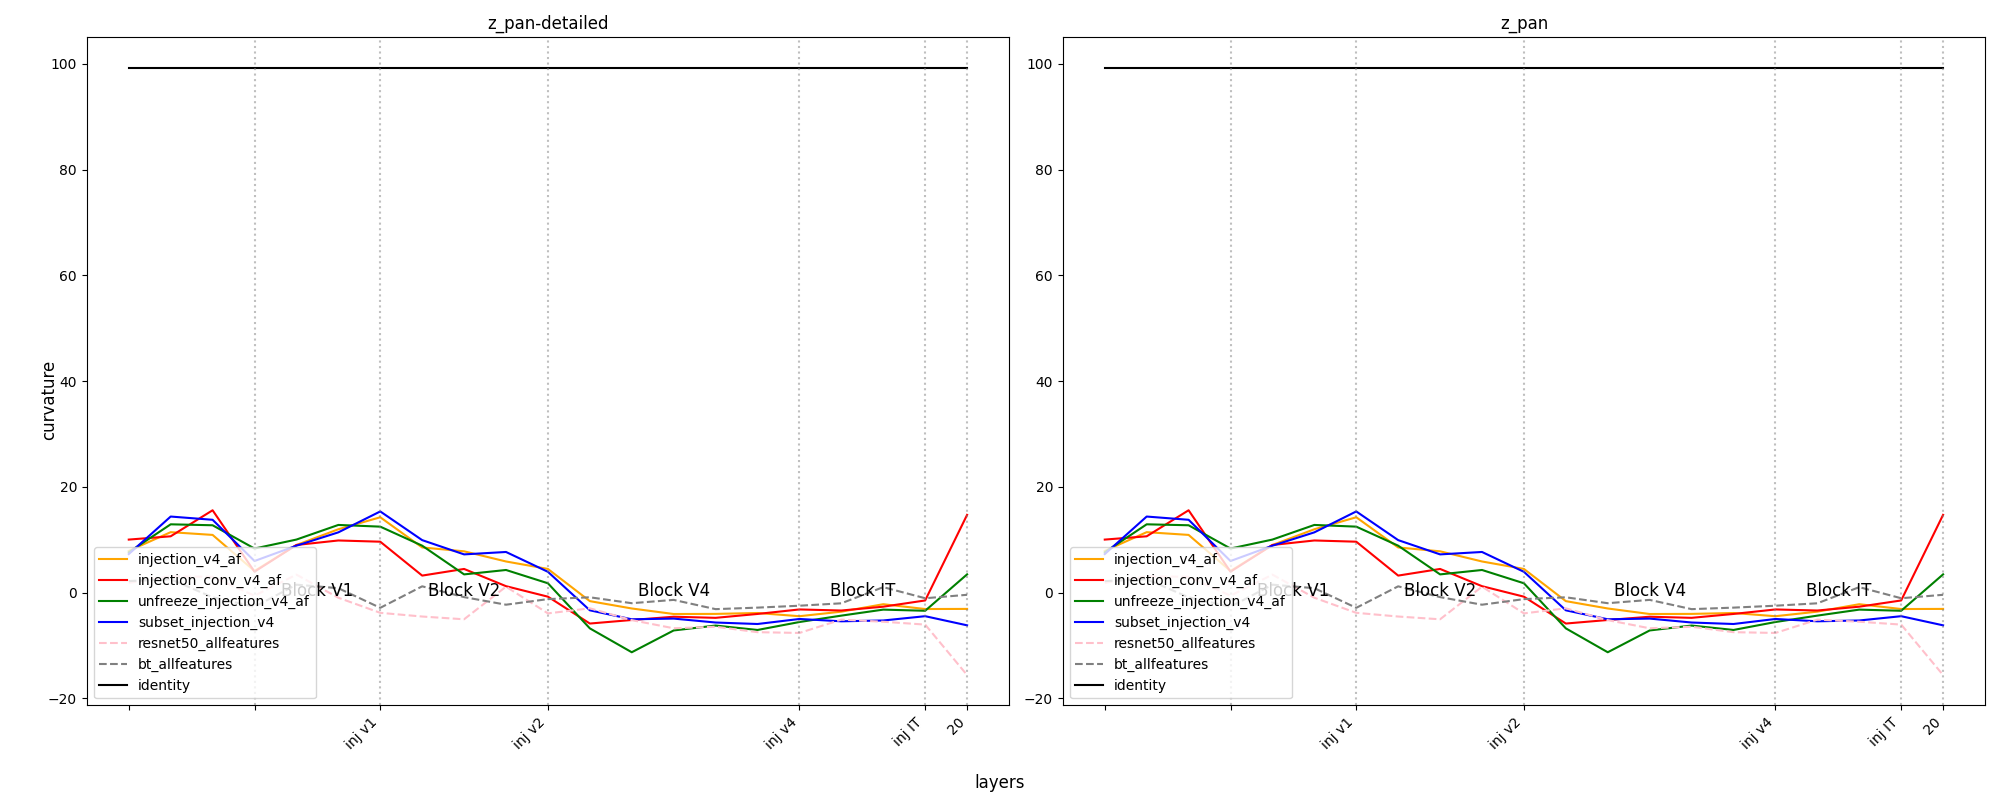 z_pan-detailed
z_pan
curvature
100
80
60
40
20
0
−20
Block V1
Block V2
Block V4
Block IT
injection_v4_af
injection_conv_v4_af
unfreeze_injection_v4_af
subset_injection_v4
resnet50_allfeatures
bt_allfeatures
identity
inj v1
inj v2
inj v4
inj IT
20
100
80
60
40
20
0
−20
Block V1
Block V2
Block V4
Block IT
injection_v4_af
injection_conv_v4_af
unfreeze_injection_v4_af
subset_injection_v4
resnet50_allfeatures
bt_allfeatures
identity
inj v1
inj v2
inj v4
inj IT
20
layers